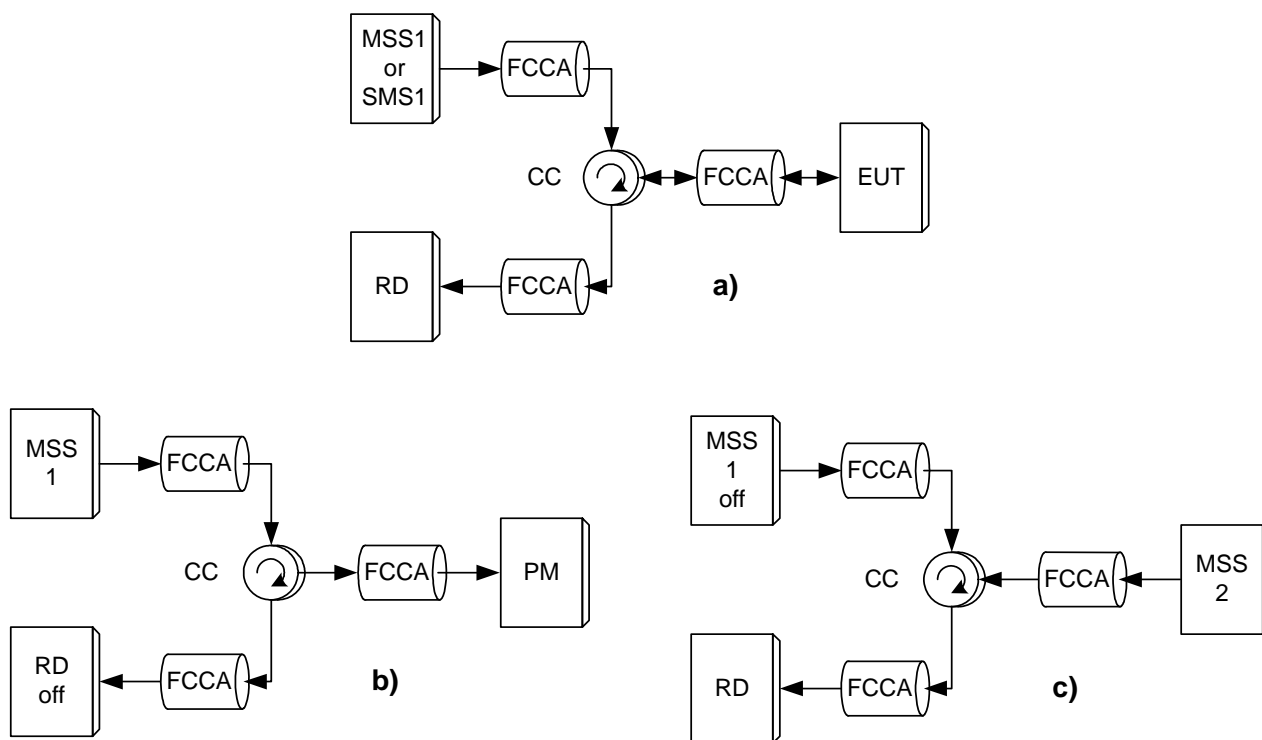 MSS1
or
SMS1
FCCA
CC
FCCA
EUT
RD
FCCA
a)
MSS
1
FCCA
CC
FCCA
PM
RD
off
FCCA
b)
MSS
1
off
FCCA
CC
FCCA
MSS
2
RD
FCCA
c)